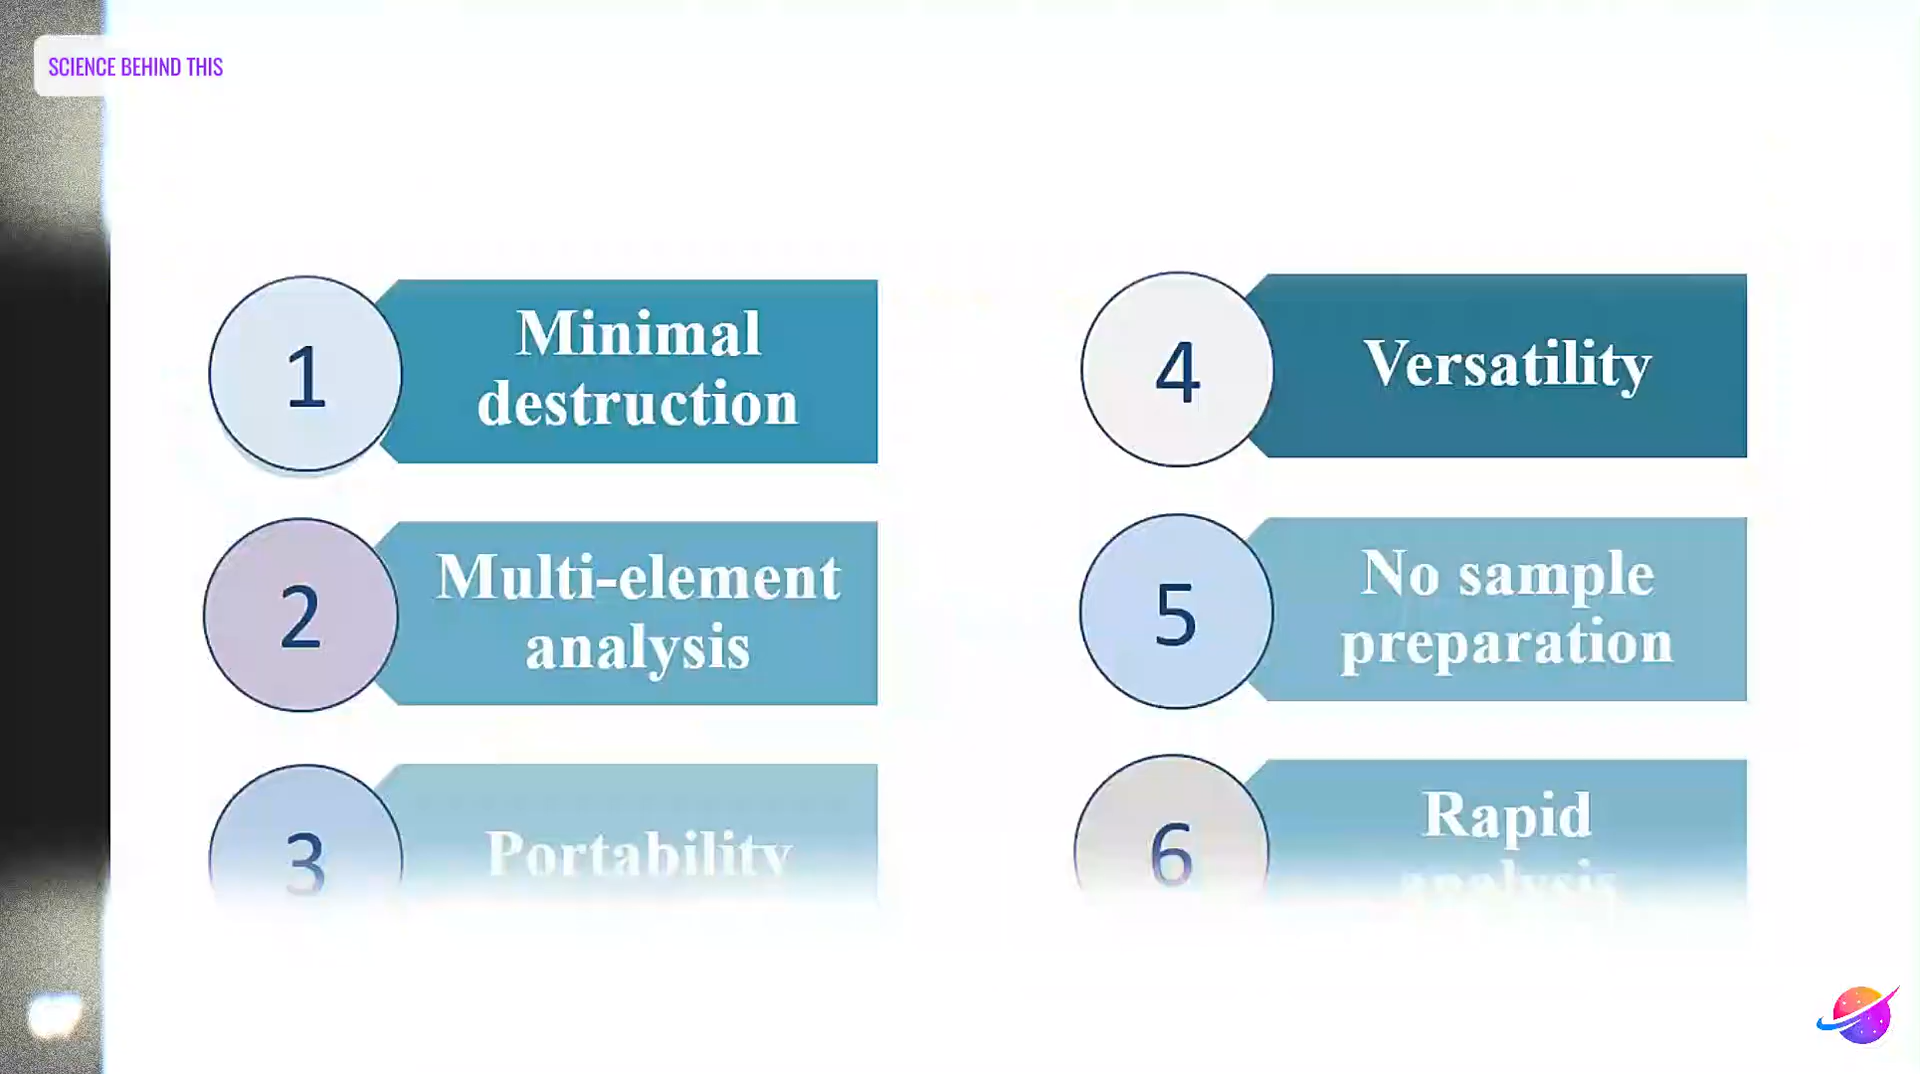 SCIENCE BEHIND THIS
1
Minimal
destruction
2
Multi-element
analysis
3
Portability
4
Versatility
5
No sample
preparation
6
Rapid
analysis